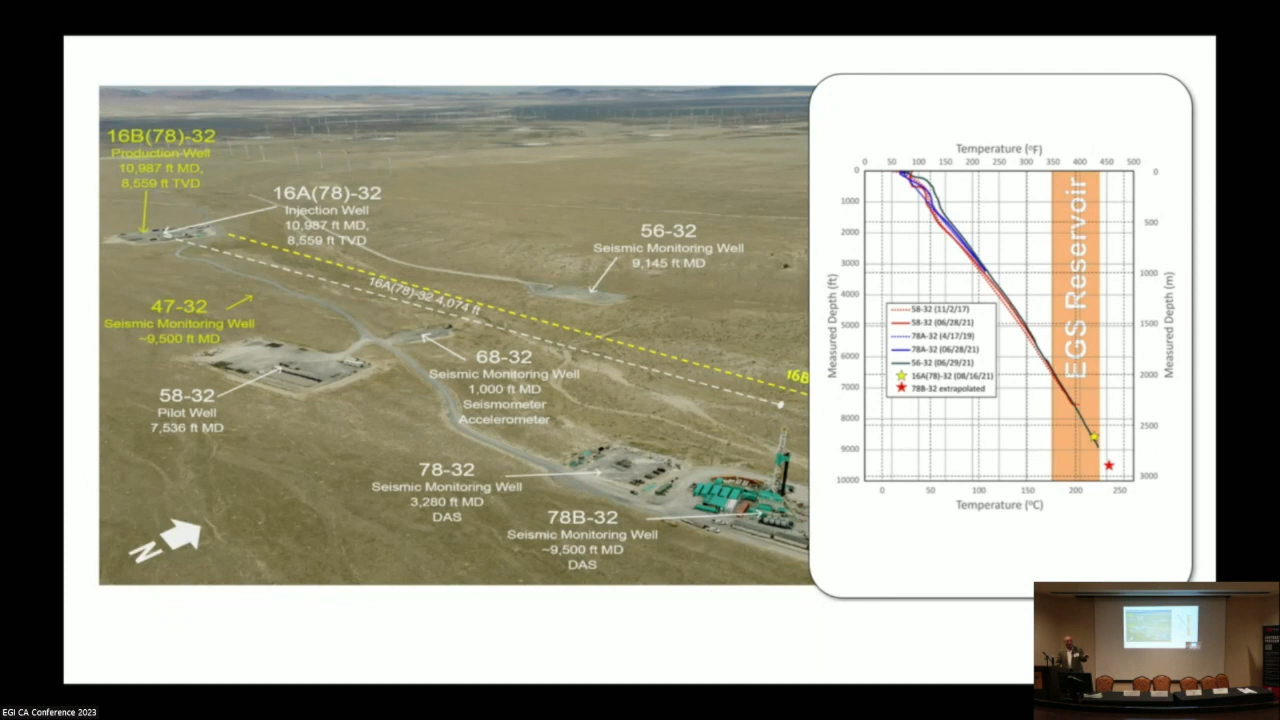 16B(78)-32
Production Well
10,987 ft MD,
8,559 ft TVD
16A(78)-32
Injection Well
10,987 ft MD,
8,559 ft TVD
56-32
Seismic Monitoring Well
9,145 ft MD
16A(78)-32 4,074 ft
47-32
Seismic Monitoring Well
~9,500 ft MD
68-32
Seismic Monitoring Well
1,000 ft MD
Seismometer
Accelerometer
16B
58-32
Pilot Well
7,536 ft MD
78-32
Seismic Monitoring Well
3,280 ft MD
DAS
78B-32
Seismic Monitoring Well
~9,500 ft MD
DAS
N
Temperature (°F)
0 50 100 150 200 250 300 350 400 450 500
0
1000
2000
3000
4000
5000
6000
7000
8000
9000
10000
Measured Depth (ft)
EGS Reservoir
58-32 (11/2/17)
58-32 (06/28/21)
78A-32 (4/17/19)
78A-32 (06/28/21)
56-32 (06/29/21)
16A(78)-32 (08/16/21)
78B-32 extrapolated
0
500
1000
1500
2000
2500
3000
Measured Depth (m)
0 50 100 150 200 250
Temperature (°C)
EGI CA Conference 2023